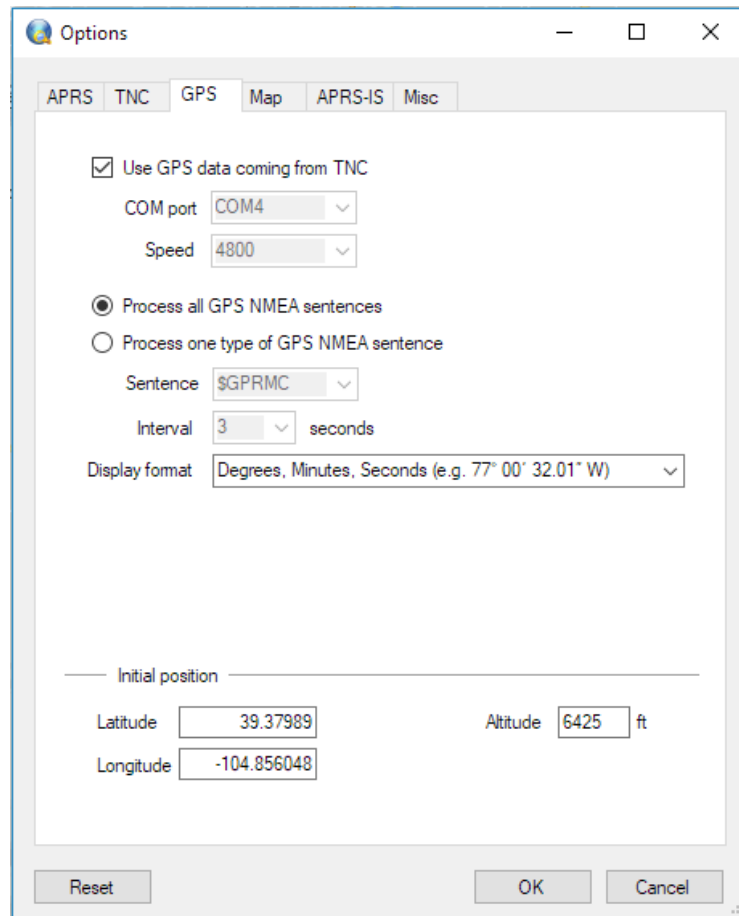 Options
APRS TNC GPS Map APRS-IS Misc
Use GPS data coming from TNC
COM port COM4
Speed 4800
Process all GPS NMEA sentences
Process one type of GPS NMEA sentence
Sentence $GPRMC
Interval 3 seconds
Display format Degrees, Minutes, Seconds (e.g. 77° 00´ 32.01" W)
Initial position
Latitude 39.37989 Altitude 6425 ft
Longitude -104.856048
Reset OK Cancel